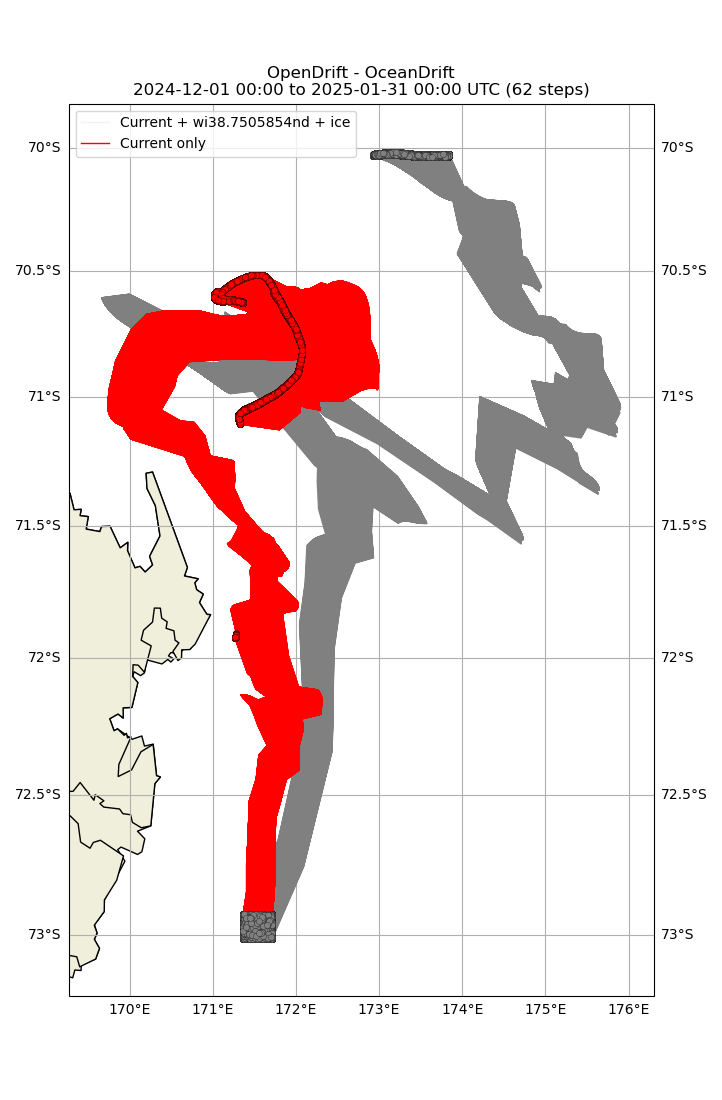 OpenDrift - OceanDrift
2024-12-01 00:00 to 2025-01-31 00:00 UTC (62 steps)
Current + wi38.7505854nd + ice
Current only
70°S 70°S
70.5°S 70.5°S
71°S 71°S
71.5°S 71.5°S
72°S 72°S
72.5°S 72.5°S
73°S 73°S
170°E 171°E 172°E 173°E 174°E 175°E 176°E